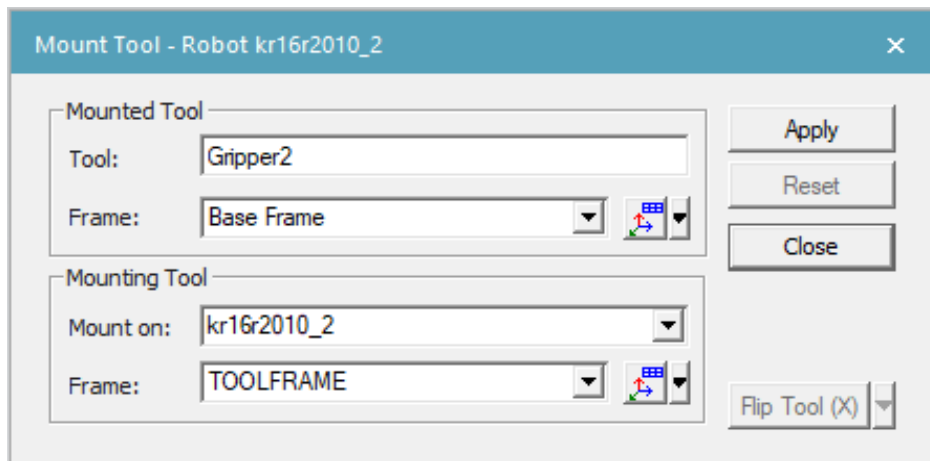 Mount Tool - Robot kr16r2010_2
Mounted Tool
Tool: Gripper2
Frame: Base Frame
Mounting Tool
Mount on: kr16r2010_2
Frame: TOOLFRAME
Apply
Reset
Close
Flip Tool (X)